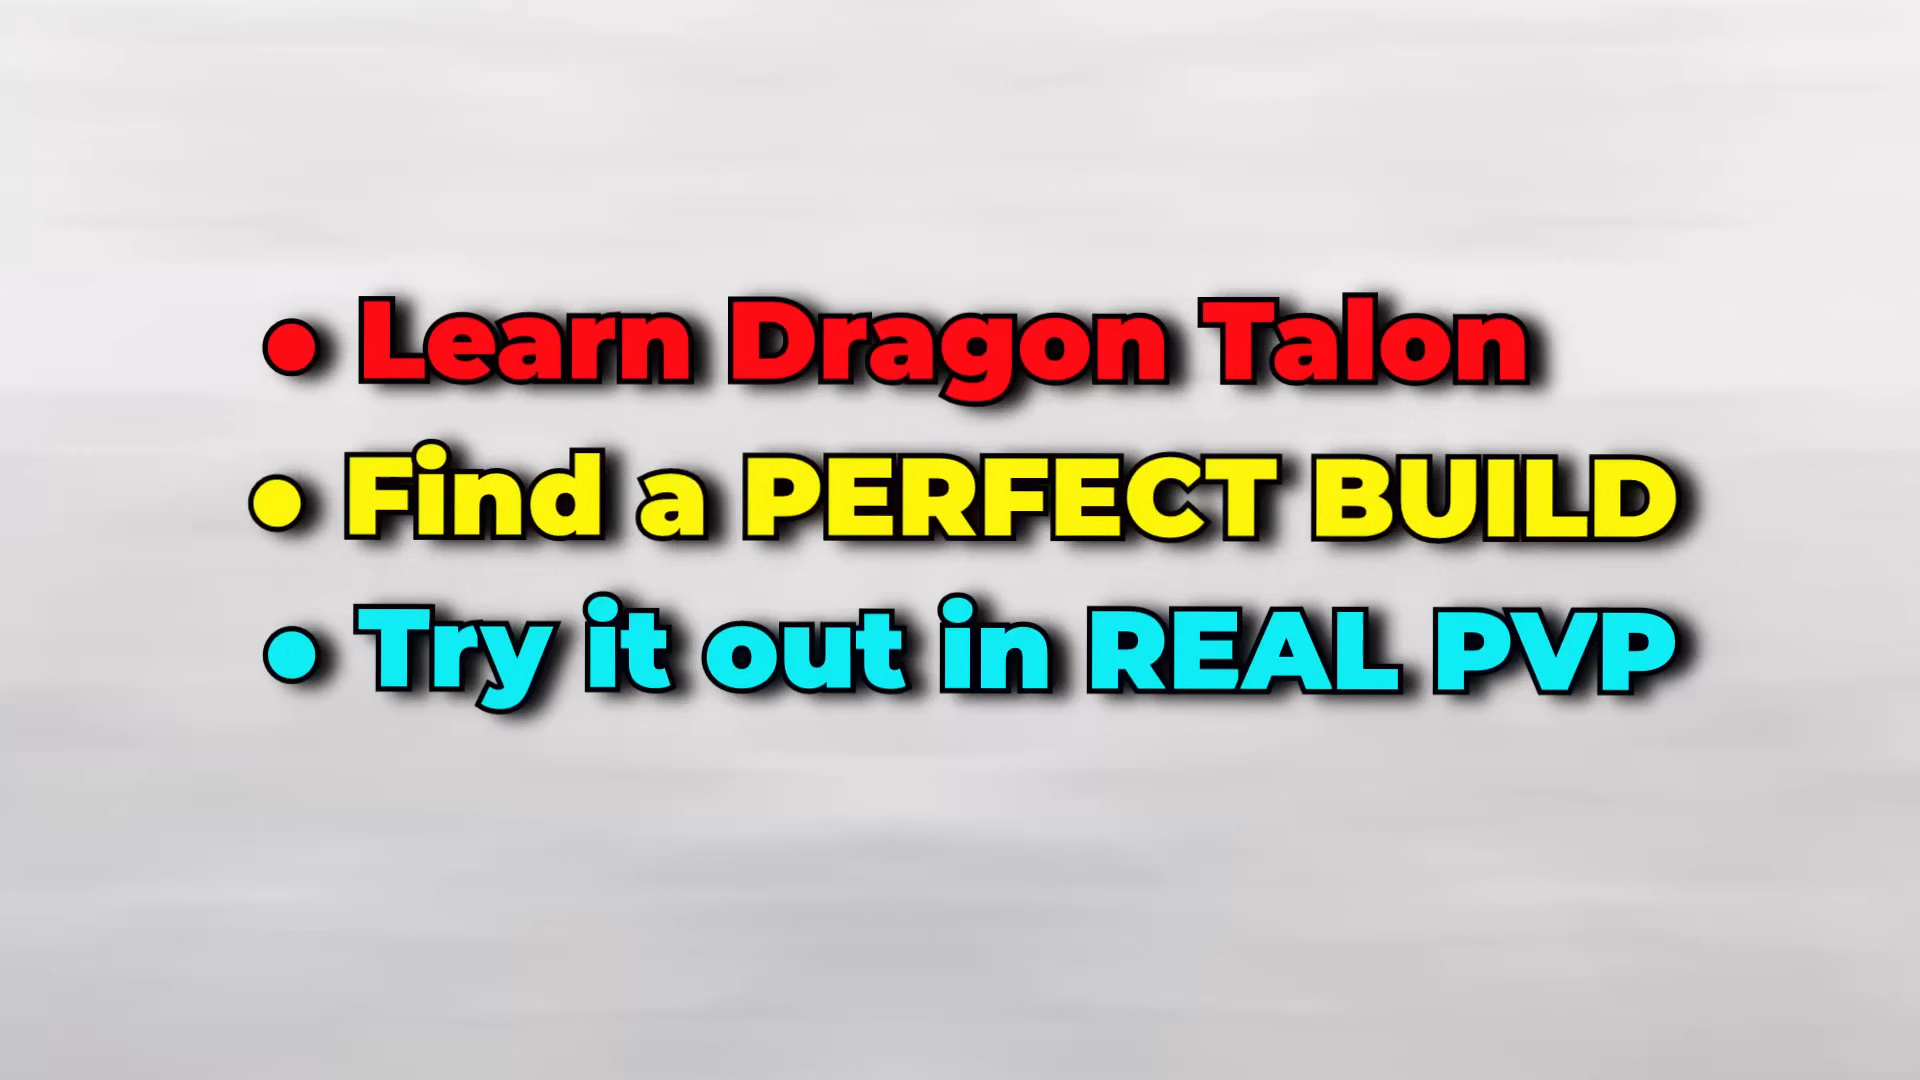 • Learn Dragon Talon
• Find a PERFECT BUILD
• Try it out in REAL PVP